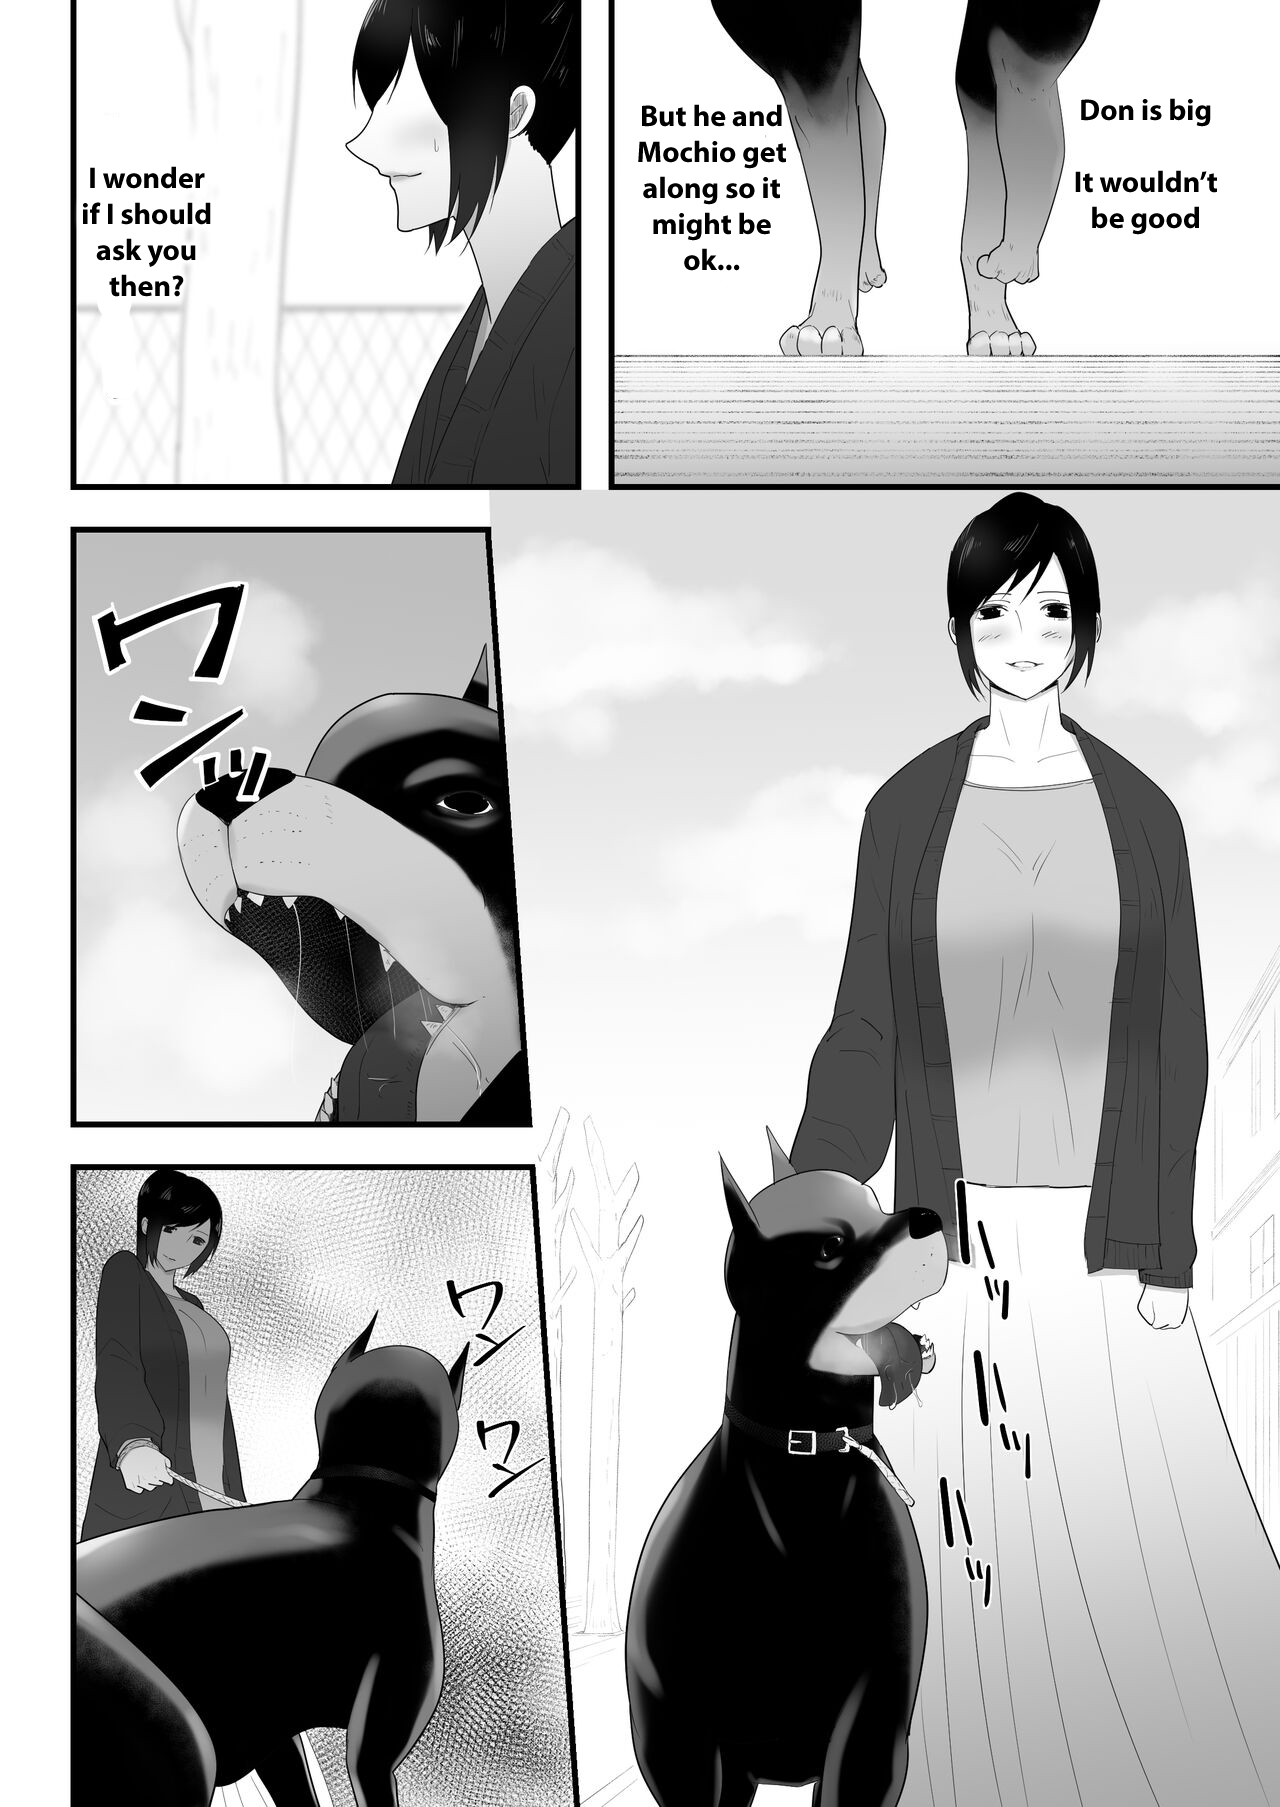 Don is big
It wouldn't
be good
But he and
Mochio get
along so it
might be
ok...
I wonder
if I should
ask you
then?
ワンッ
ワン
ワン
ハッ
ハッ
ハッ